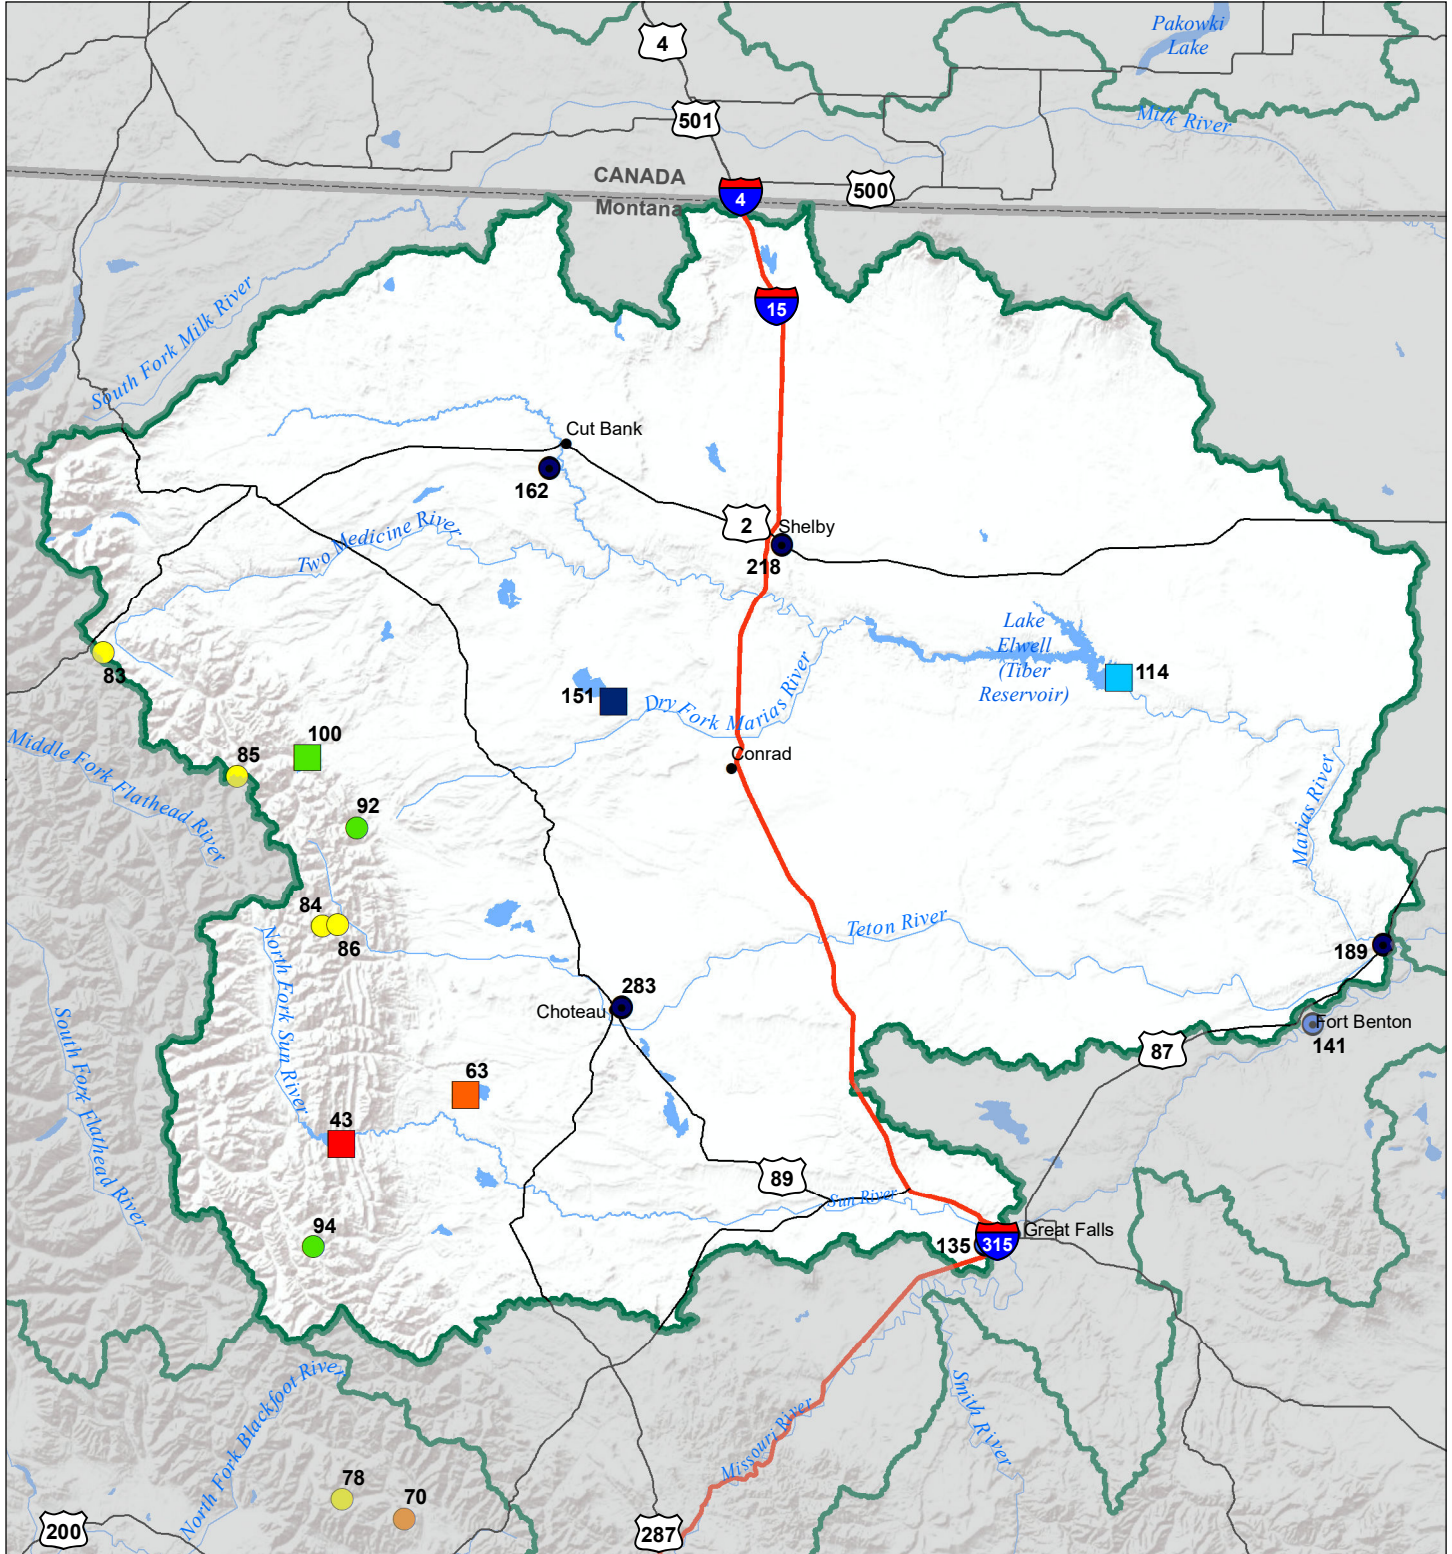 Pakowki
Lake
4
501
Milk River
CANADA
500
4
Montana
15
South Fork Milk River
Cut Bank
162
2
Shelby
218
Two Medicine River
Lake
Elwell
(Tiber
Reservoir)
83
114
151
Dry Fork Marias River
100
Middle Fork Flathead River
85
Conrad
92
Marias River
84
86
Teton River
189
North Fork Sun River
283
Choteau
Fort Benton
141
87
South Fork Flathead River
63
43
89
Sun River
94
135
315
Great Falls
North Fork Blackfoot River
Smith River
Missouri River
78
70
200
287